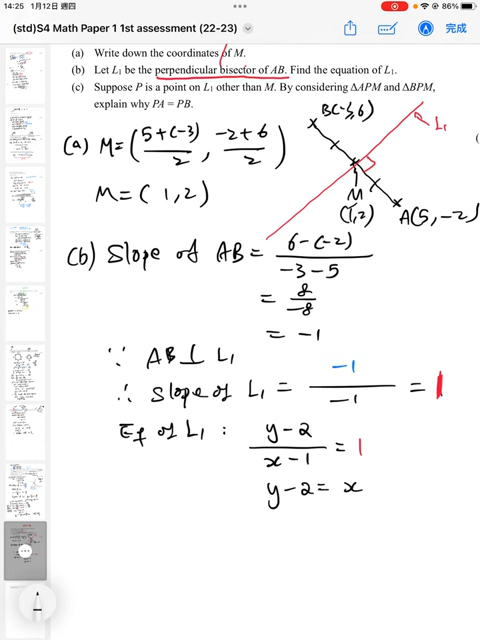 14:25 1月12日 週四
86%
(std)S4 Math Paper 1 1st assessment (22-23)
完成
(a) Write down the coordinates of M.
(b) Let L₁ be the perpendicular bisector of AB. Find the equation of L₁.
(c) Suppose P is a point on L₁ other than M. By considering ΔAPM and ΔBPM,
explain why PA = PB.
B(-3,6)
L₁
(a) M=(5+(-3)/2, -2+6/2)
M=(1,2)
M
(1,2)
A(5,-2)
(b) Slope of AB = 6-(-2)/-3-5
= 8/-8
= -1
∵ AB⊥L₁
∴ Slope of L₁ = -1/-1 = 1
Eq of L₁ : y-2/x-1 = 1
y-2 = x